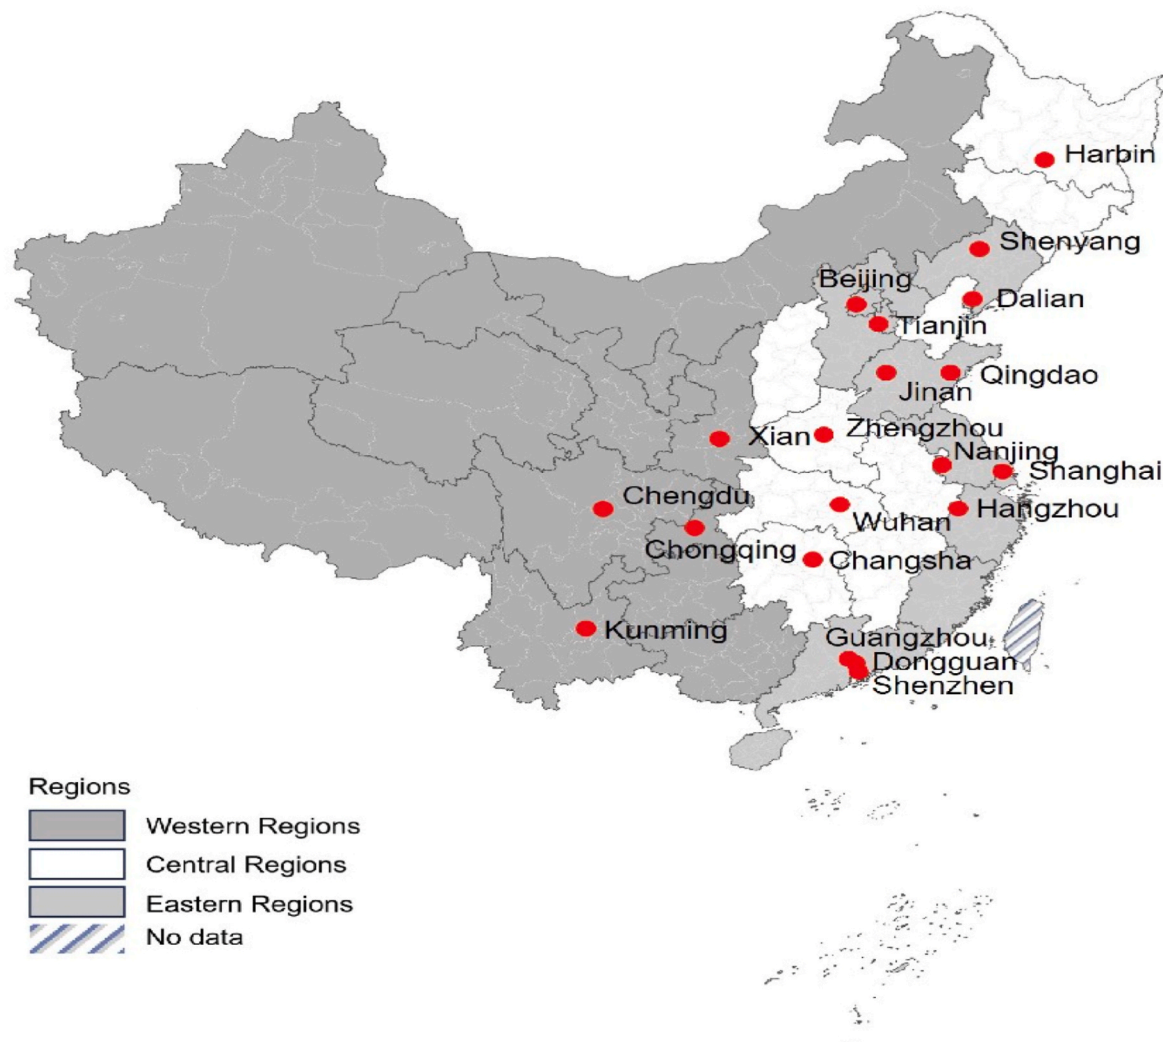 Harbin
Shenyang
Beijing
Dalian
Tianjin
Qingdao
Jinan
Zhengzhou
Xian
Nanjing
Shanghai
Chengdu
Hangzhou
Wuhan
Chongqing
Changsha
Kunming
Guangzhou
Dongguan
Shenzhen
Regions
Western Regions
Central Regions
Eastern Regions
No data